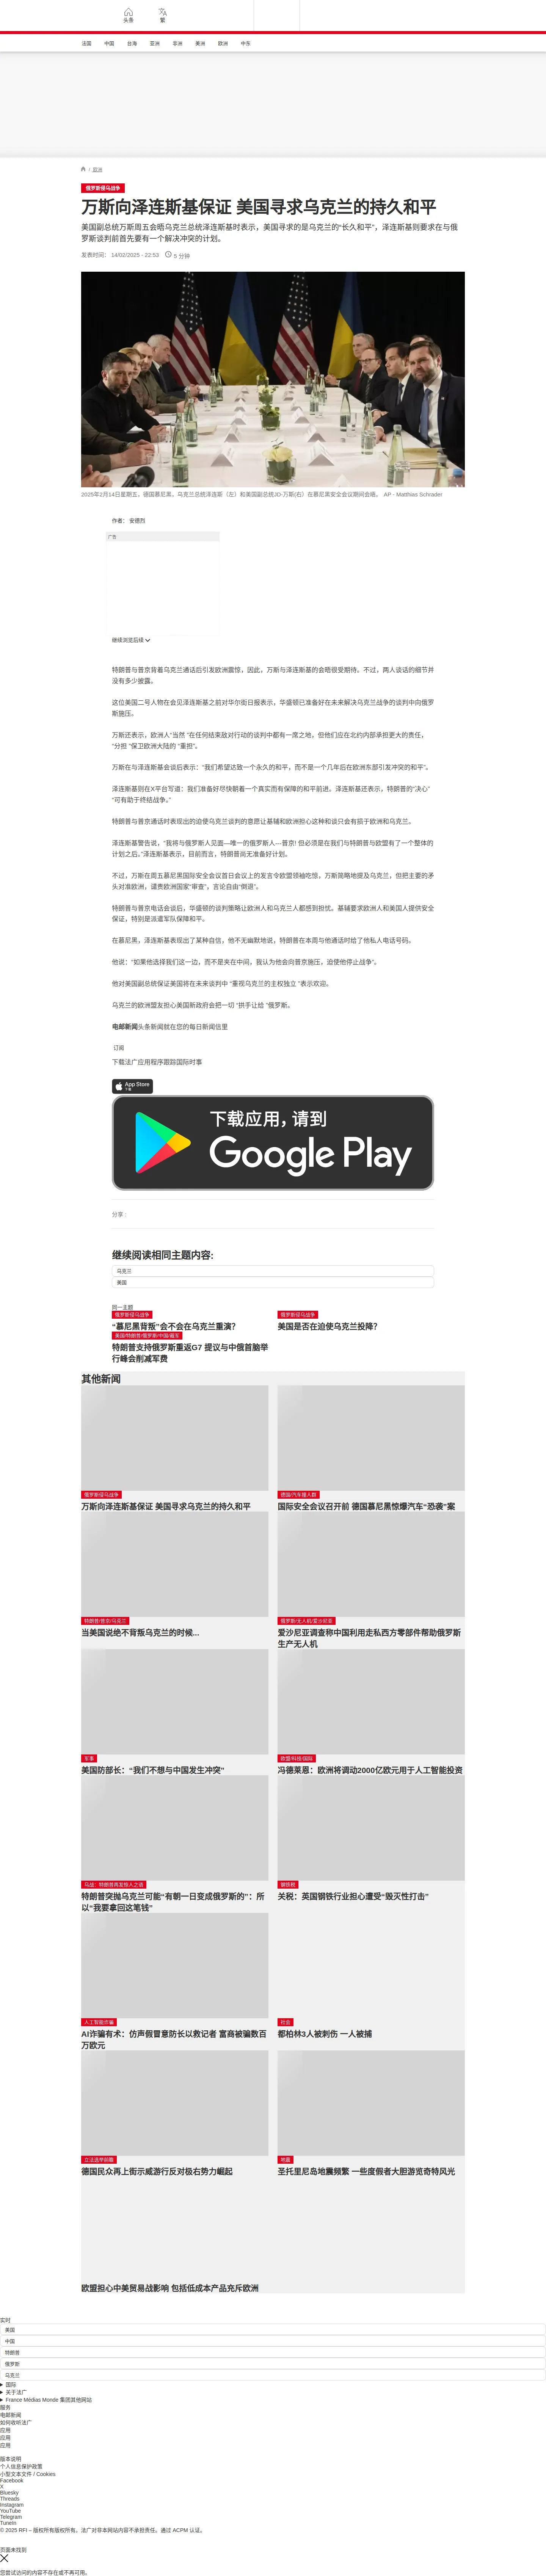 头条
繁
法国
中国
台海
亚洲
非洲
美洲
欧洲
中东
/ 欧洲
俄罗斯侵乌战争
万斯向泽连斯基保证 美国寻求乌克兰的持久和平
美国副总统万斯周五会晤乌克兰总统泽连斯基时表示，美国寻求的是乌克兰的“长久和平”，泽连斯基则要求在与俄
罗斯谈判前首先要有一个解决冲突的计划。
发表时间： 14/02/2025 - 22:53
5 分钟
2025年2月14日星期五，德国慕尼黑，乌克兰总统泽连斯（左）和美国副总统JD·万斯(右）在慕尼黑安全会议期间会晤。 AP - Matthias Schrader
作者： 安德烈
广告
继续浏览后续
特朗普与普京背着乌克兰通话后引发欧洲震惊，因此，万斯与泽连斯基的会晤很受期待。不过，两人谈话的细节并
没有多少披露。
这位美国二号人物在会见泽连斯基之前对华尔街日报表示，华盛顿已准备好在未来解决乌克兰战争的谈判中向俄罗
斯施压。
万斯还表示，欧洲人“当然 ”在任何结束敌对行动的谈判中都有一席之地，但他们应在北约内部承担更大的责任，
“分担 ”保卫欧洲大陆的 “重担”。
万斯在与泽连斯基会谈后表示：“我们希望达致一个永久的和平，而不是一个几年后在欧洲东部引发冲突的和平”。
泽连斯基则在X平台写道：我们准备好尽快朝着一个真实而有保障的和平前进。泽连斯基还表示，特朗普的“决心”
“可有助于终结战争。”
特朗普与普京通话时表现出的迫使乌克兰谈判的意愿让基辅和欧洲担心这种和谈只会有损于欧洲和乌克兰。
泽连斯基警告说，“我将与俄罗斯人见面—唯一的俄罗斯人---普京! 但必须是在我们与特朗普与欧盟有了一个整体的
计划之后。”泽连斯基表示，目前而言，特朗普尚无准备好计划。
不过，万斯在周五慕尼黑国际安全会议首日会议上的发言令欧盟领袖吃惊，万斯简略地提及乌克兰，但把主要的矛
头对准欧洲，谴责欧洲国家“审查”，言论自由“倒退”。
特朗普与普京电话会谈后，华盛顿的谈判策略让欧洲人和乌克兰人都感到担忧。基辅要求欧洲人和美国人提供安全
保证，特别是派遣军队保障和平。
在慕尼黑，泽连斯基表现出了某种自信，他不无幽默地说，特朗普在本周与他通话时给了他私人电话号码。
他说：“如果他选择我们这一边，而不是夹在中间，我认为他会向普京施压，迫使他停止战争”。
他对美国副总统保证美国将在未来谈判中 “重视乌克兰的主权独立 ”表示欢迎。
乌克兰的欧洲盟友担心美国新政府会把一切 “拱手让给 ”俄罗斯。
电邮新闻头条新闻就在您的每日新闻信里
订阅
下载法广应用程序跟踪国际时事
App Store
下载
下载应用，请到
Google Play
分享 :
继续阅读相同主题内容:
乌克兰
美国
同一主题
俄罗斯侵乌战争
“慕尼黑背叛”会不会在乌克兰重演？
俄罗斯侵乌战争
美国是否在迫使乌克兰投降？
美国/特朗普/俄罗斯/中国/裁军
特朗普支持俄罗斯重返G7 提议与中俄首脑举
行峰会削减军费
其他新闻
俄罗斯侵乌战争
万斯向泽连斯基保证 美国寻求乌克兰的持久和平
德国/汽车撞人群
国际安全会议召开前 德国慕尼黑惊爆汽车“恐袭”案
特朗普/普京/乌克兰
当美国说绝不背叛乌克兰的时候...
俄罗斯/无人机/爱沙尼亚
爱沙尼亚调查称中国利用走私西方零部件帮助俄罗斯
生产无人机
军事
美国防部长：“我们不想与中国发生冲突”
欧盟/科技/国际
冯德莱恩：欧洲将调动2000亿欧元用于人工智能投资
乌战：特朗普再发惊人之语
特朗普突抛乌克兰可能“有朝一日变成俄罗斯的”：所
以“我要拿回这笔钱”
钢铁税
关税：英国钢铁行业担心遭受“毁灭性打击”
人工智能诈骗
AI诈骗有术：仿声假冒意防长以救记者 富商被骗数百
万欧元
社会
都柏林3人被刺伤 一人被捕
立法选举前瞻
德国民众再上街示威游行反对极右势力崛起
地震
圣托里尼岛地震频繁 一些度假者大胆游览奇特风光
欧盟担心中美贸易战影响 包括低成本产品充斥欧洲
实时
美国
中国
特朗普
俄罗斯
乌克兰
国际
关于法广
France Médias Monde 集团其他网站
服务
电邮新闻
如何收听法广
应用
应用
应用
版本说明
个人信息保护政策
小型文本文件 / Cookies
Facebook
X
Bluesky
Threads
Instagram
YouTube
Telegram
TuneIn
© 2025 RFI – 版权所有版权所有。法广对非本网站内容不承担责任。通过 ACPM 认证。
页面未找到
您尝试访问的内容不存在或不再可用。